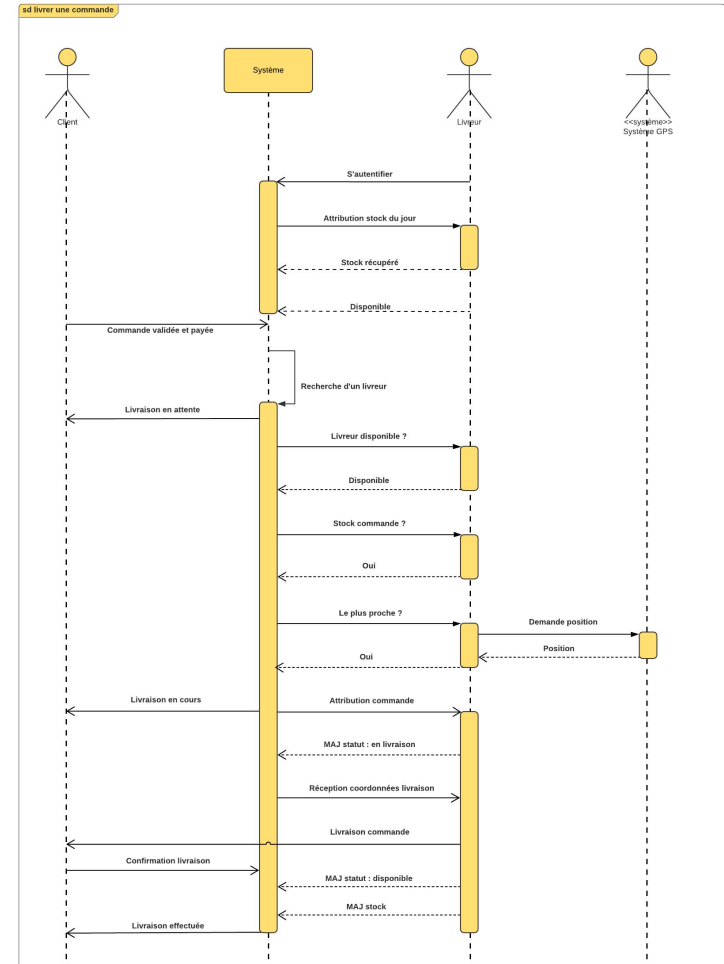 sd livrer une commande
Système
Client
Livreur
<<système>>
Système GPS
S'autentifier
Attribution stock du jour
Stock récupéré
Disponible
Commande validée et payée
Recherche d'un livreur
Livraison en attente
Livreur disponible ?
Disponible
Stock commande ?
Oui
Le plus proche ?
Demande position
Position
Oui
Livraison en cours
Attribution commande
MAJ statut : en livraison
Réception coordonnées livraison
Livraison commande
Confirmation livraison
MAJ statut : disponible
MAJ stock
Livraison effectuée